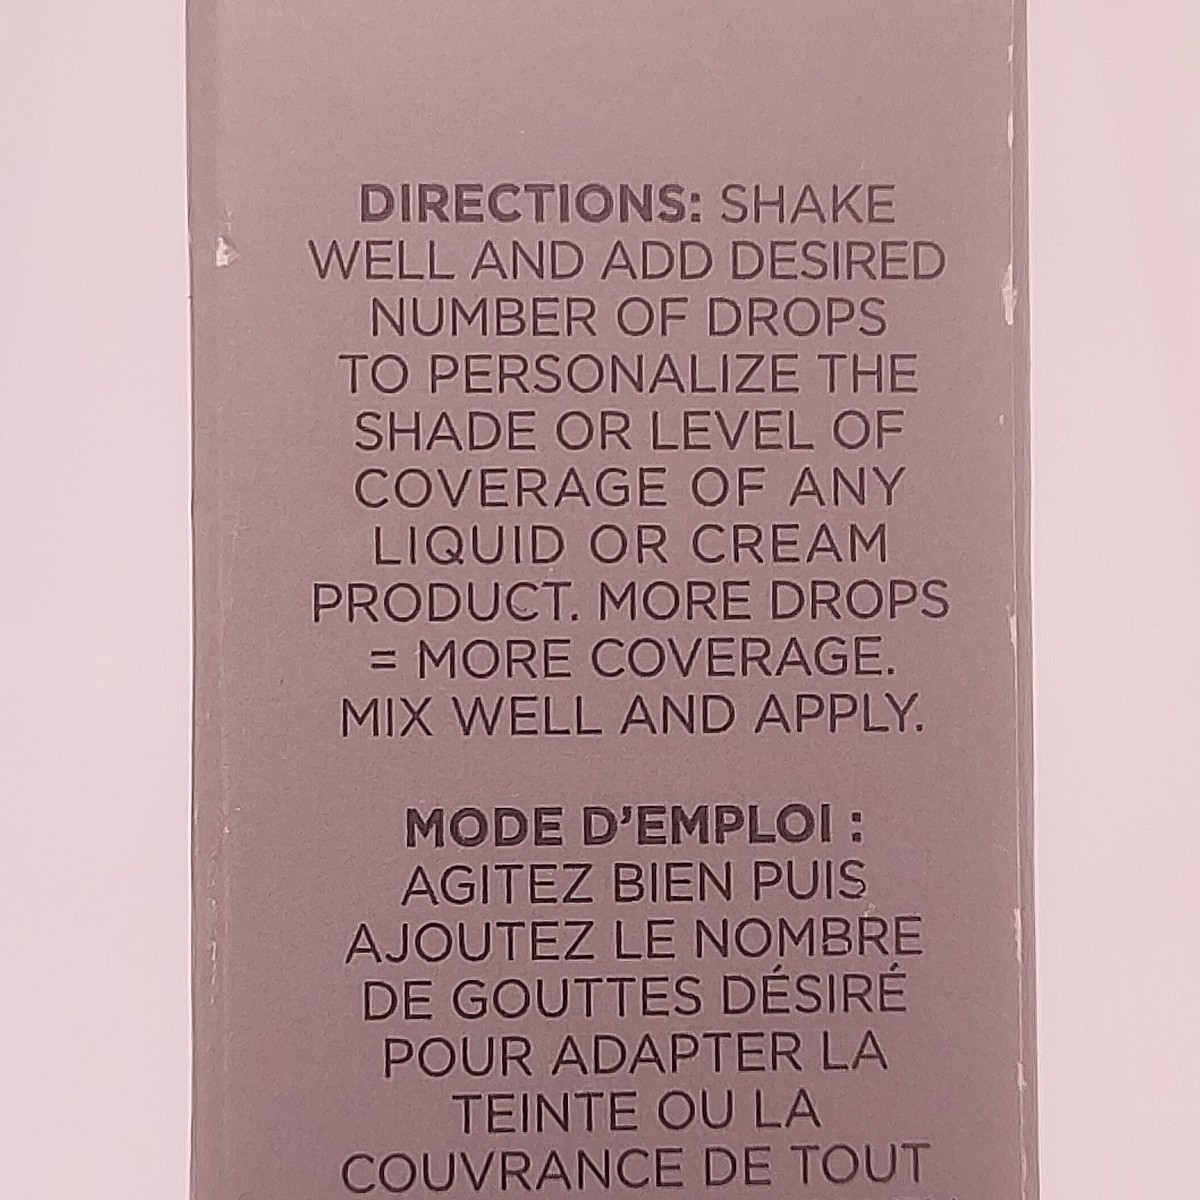 DIRECTIONS: SHAKE
WELL AND ADD DESIRED
NUMBER OF DROPS
TO PERSONALIZE THE
SHADE OR LEVEL OF
COVERAGE OF ANY
LIQUID OR CREAM
PRODUCT. MORE DROPS
= MORE COVERAGE.
MIX WELL AND APPLY.
MODE D'EMPLOI :
AGITEZ BIEN PUIS
AJOUTEZ LE NOMBRE
DE GOUTTES DÉSIRÉ
POUR ADAPTER LA
TEINTE OU LA
COUVRANCE DE TOUT